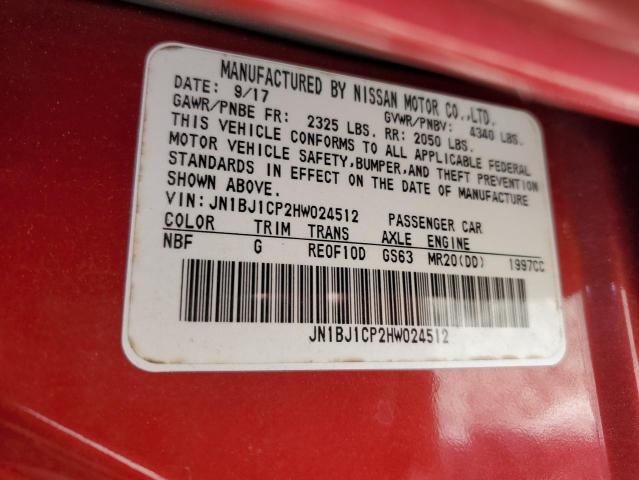 MANUFACTURED BY NISSAN MOTOR CO.,LTD.
DATE: 9/17 GVWR/PNBV: 4340 LBS.
GAWR/PNBE FR: 2325 LBS. RR: 2050 LBS.
THIS VEHICLE CONFORMS TO ALL APPLICABLE FEDERAL
MOTOR VEHICLE SAFETY,BUMPER,AND THEFT PREVENTION
STANDARDS IN EFFECT ON THE DATE OF MANUFACTURE
SHOWN ABOVE.
VIN:JN1BJ1CP2HW024512 PASSENGER CAR
COLOR TRIM TRANS AXLE ENGINE
NBF G RE0F10D GS63 MR20(DD) 1997CC
JN1BJ1CP2HW024512